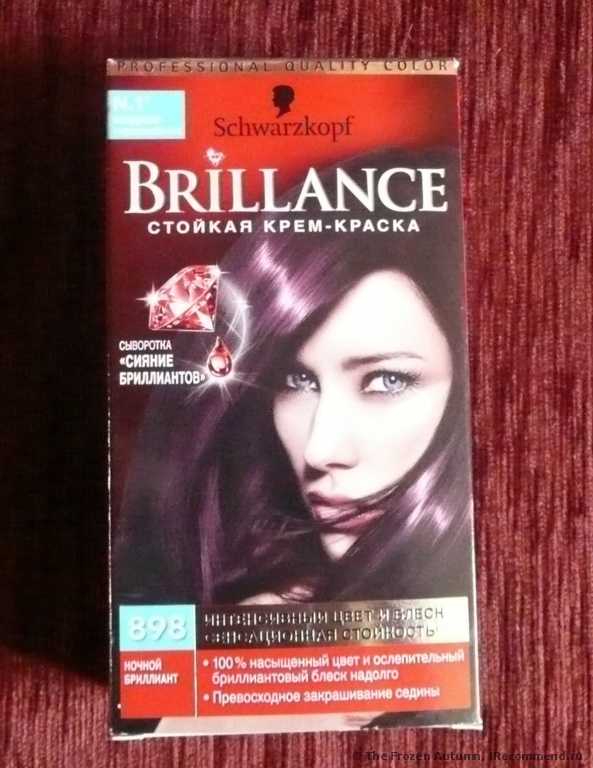 PROFESSIONAL QUALITY COLOR
N.1*
Schwarzkopf
BRILLANCE
СТОЙКАЯ КРЕМ-КРАСКА
СЫВОРОТКА
«СИЯНИЕ
БРИЛЛИАНТОВ»
898
ИНТЕНСИВНЫЙ ЦВЕТ И БЛЕСК
СЕНСАЦИОННАЯ СТОЙКОСТЬ
НОЧНОЙ
БРИЛЛИАНТ
• 100% насыщенный цвет и ослепительный
бриллиантовый блеск надолго
• Превосходное закрашивание седины
© The Frozen Autumn, IRecommend.ru